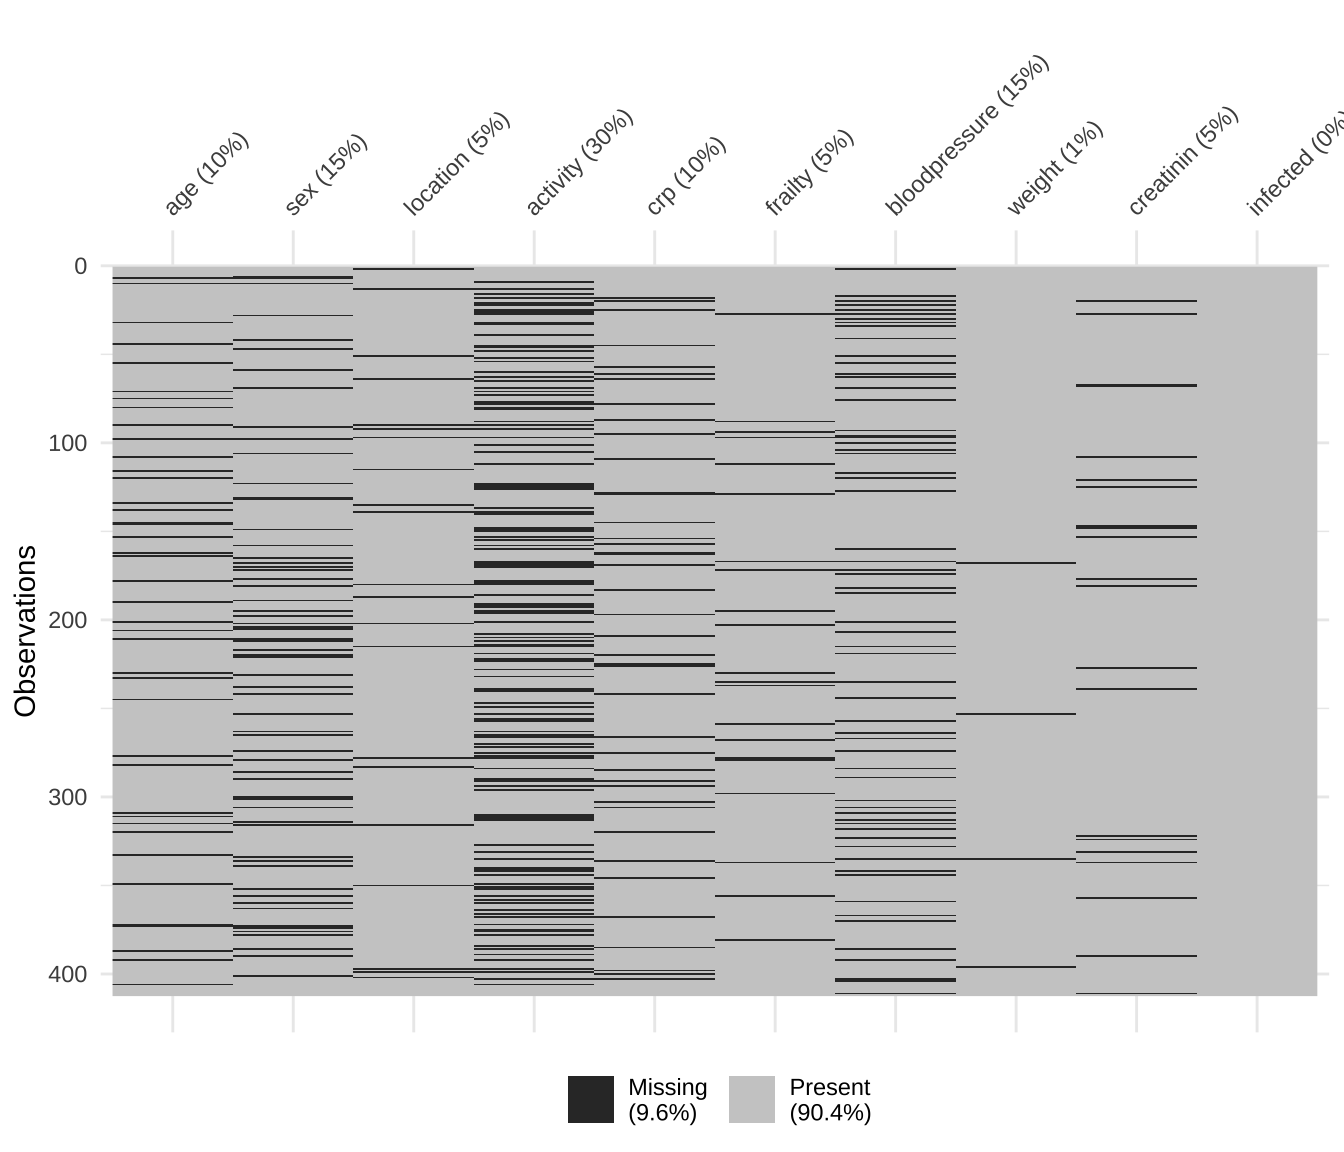 age (10%)
sex (15%)
location (5%)
activity (30%)
crp (10%)
frailty (5%)
bloodpressure (15%)
weight (1%)
creatinin (5%)
infected (0%
0
100
200
300
400
Observations
Missing
(9.6%)
Present
(90.4%)